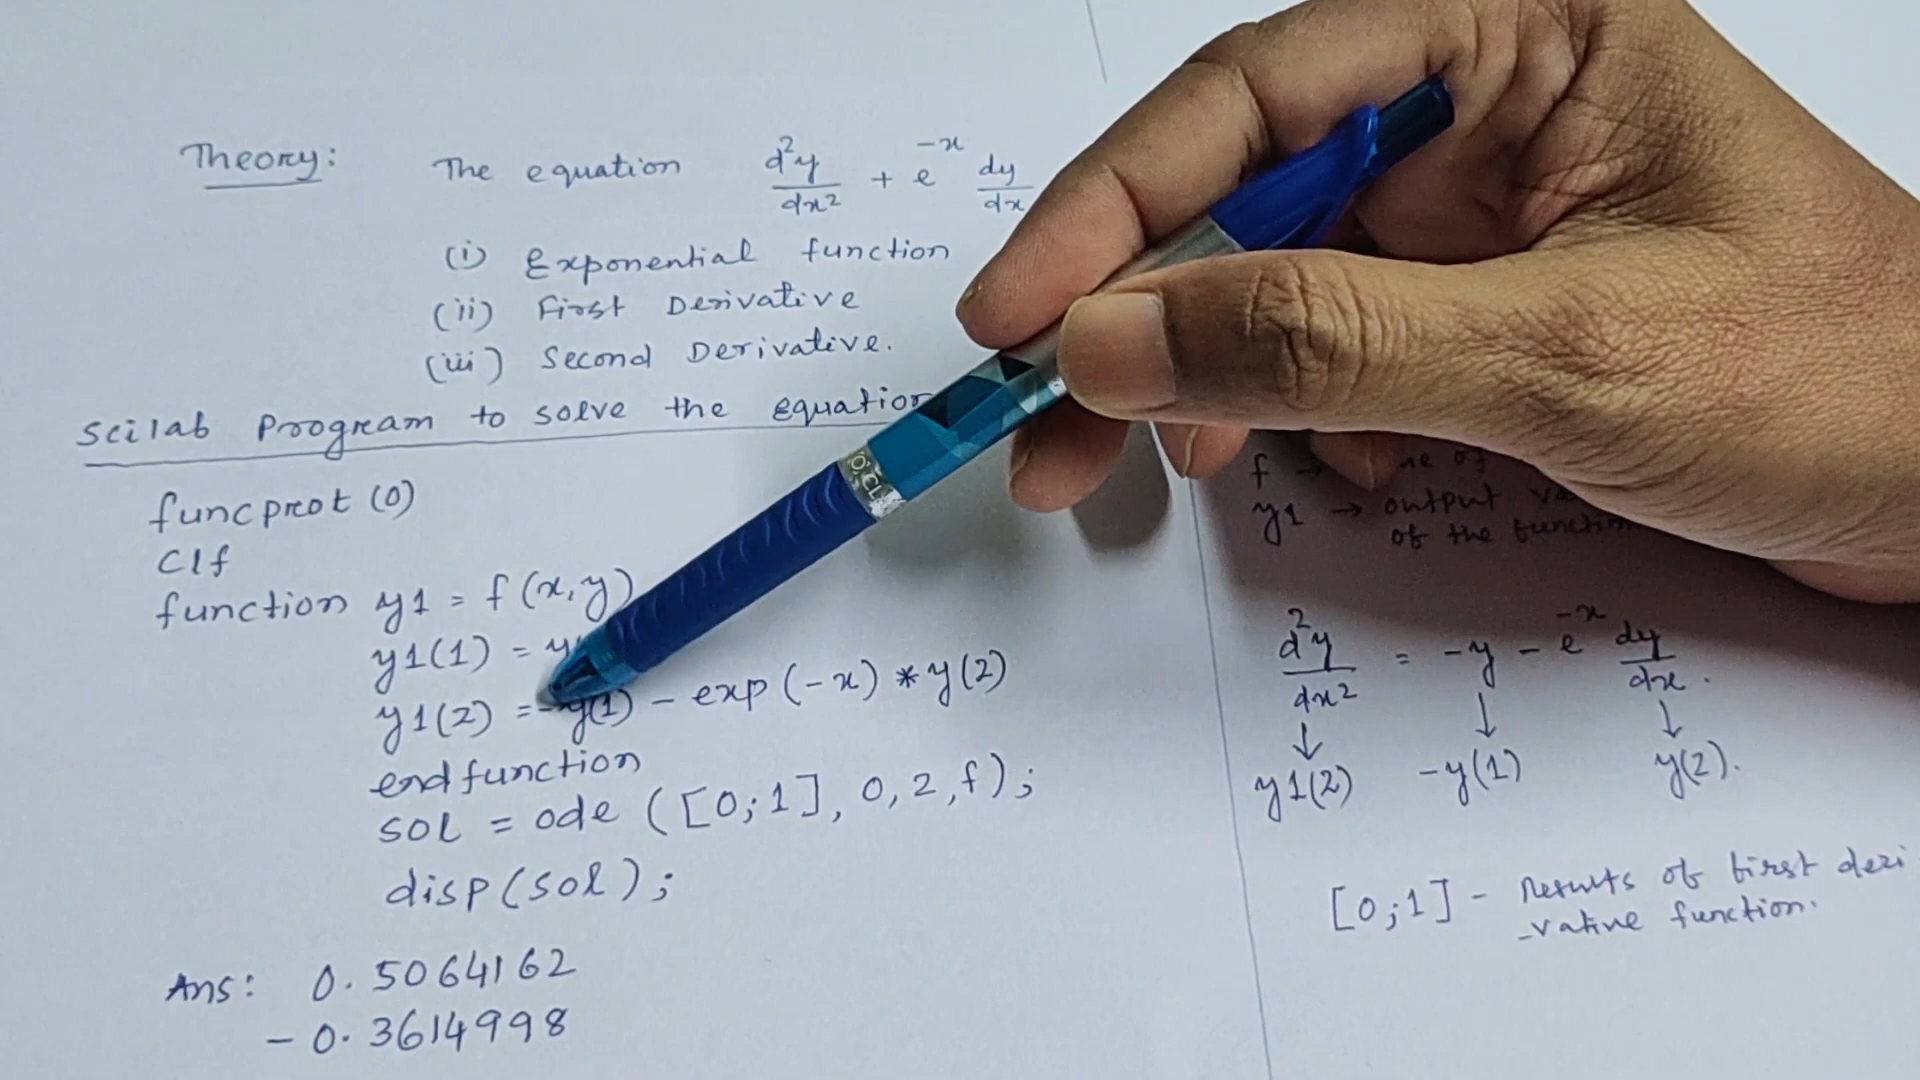 Theory: The equation d²y/dx² + e^-x dy/dx
(i) Exponential function
(ii) First Derivative
(iii) Second Derivative.
Scilab Program to solve the equation
funcprot (0)
Clf
function y1 = f(x,y)
y1(1) = y
y1(2) = -y(1) - exp (-x) * y(2)
endfunction
sol = ode ([0;1], 0, 2, f);
disp(sol);
Ans: 0.5064162
-0.3614998
f → of
y1 → output
of the function
d²y/dx² = -y - e^-x dy/dx.
↓ ↓ ↓
y1(2) -y(1) y(2).
[0;1] - Results of first deri
-vative function.